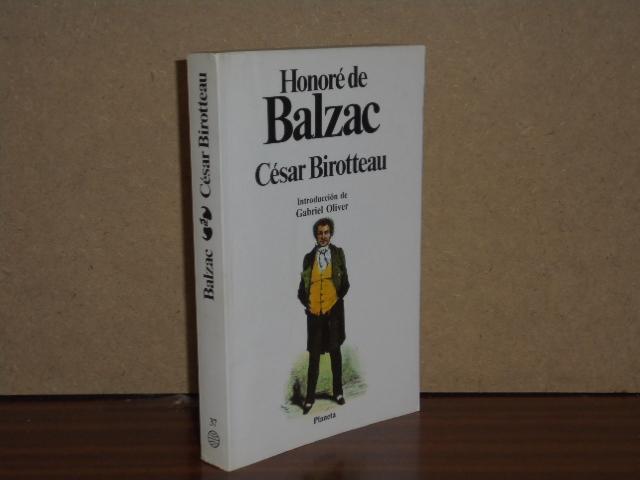 Honoré de
Balzac
César Birotteau
Introducción de
Gabriel Oliver
Planeta
Balzac César Birotteau